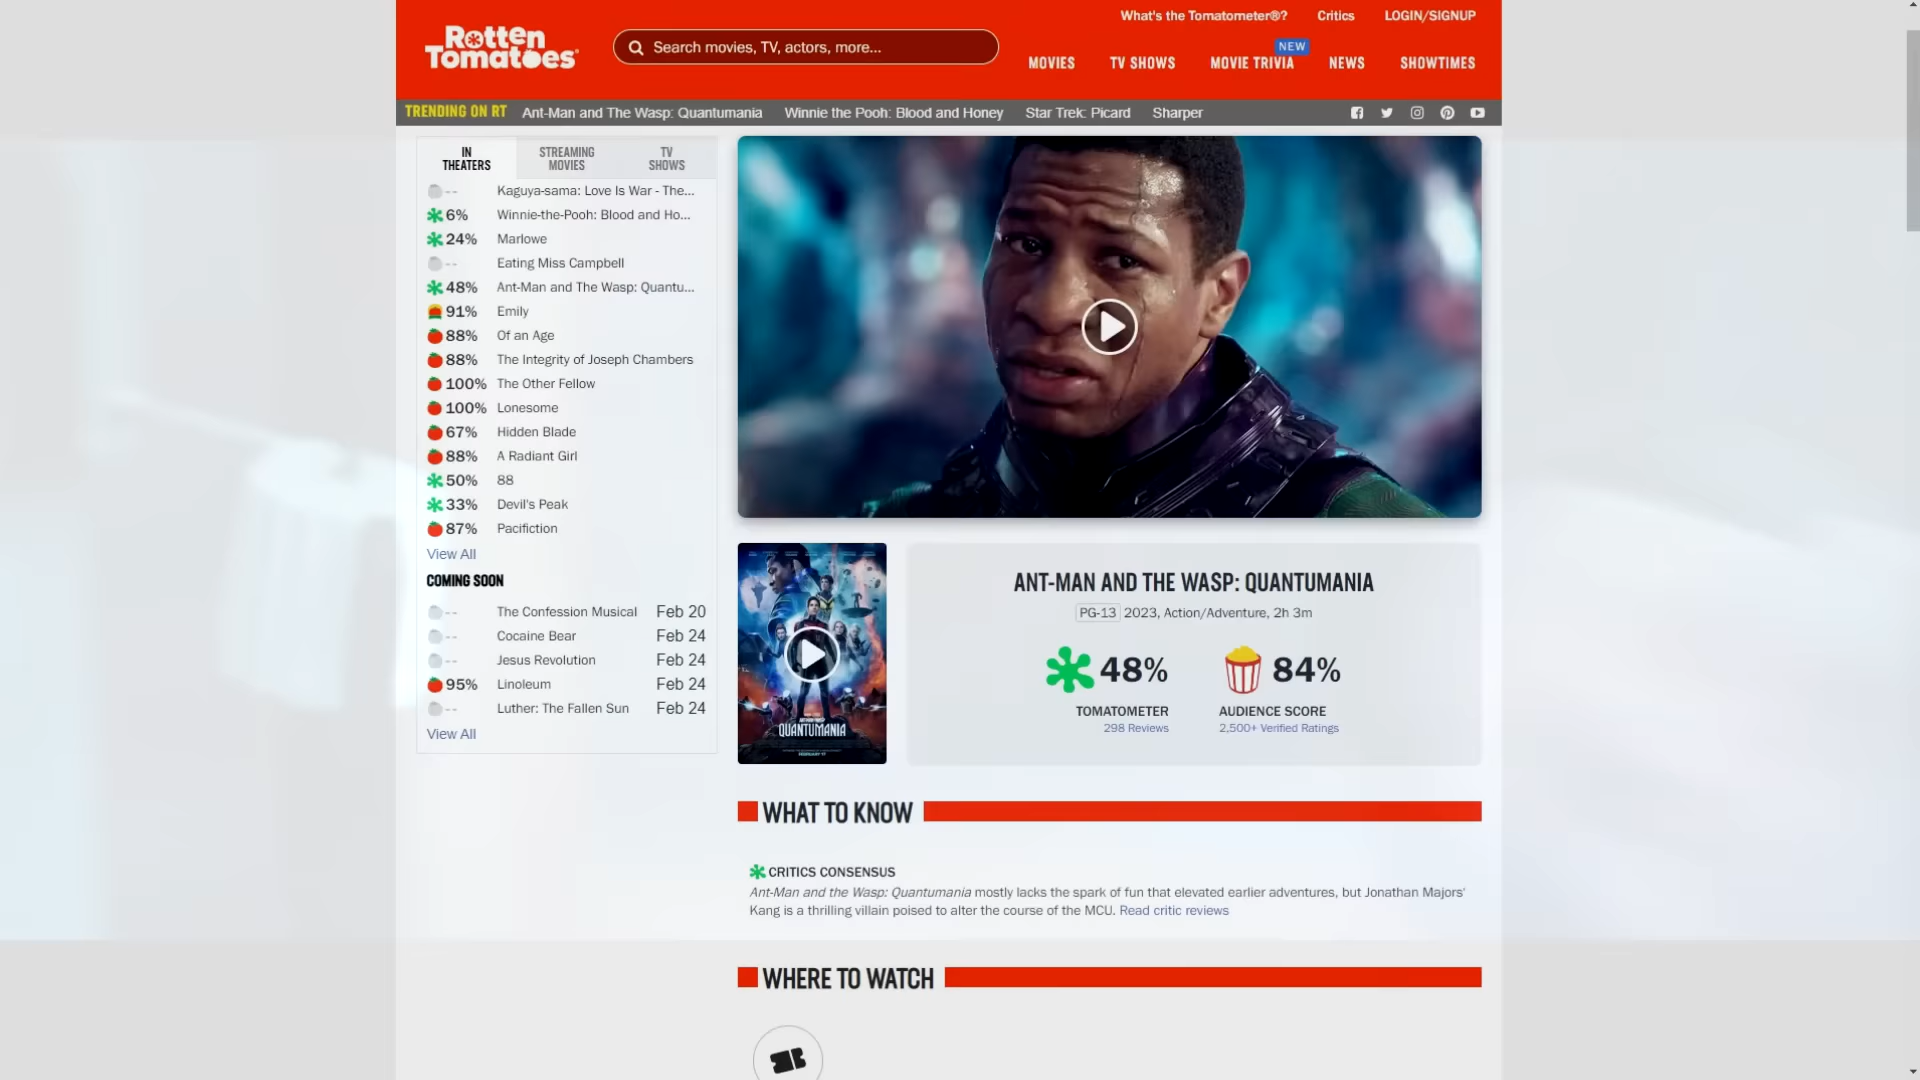 What's the Tomatometer®?
Critics
LOGIN/SIGNUP
Rotten
Tomatoes
Search movies, TV, actors, more...
NEW
MOVIES
TV SHOWS
MOVIE TRIVIA
NEWS
SHOWTIMES
TRENDING ON RT
Ant-Man and The Wasp: Quantumania
Winnie the Pooh: Blood and Honey
Star Trek: Picard
Sharper
IN
THEATERS
STREAMING
MOVIES
TV
SHOWS
-- Kaguya-sama: Love Is War - The...
6% Winnie-the-Pooh: Blood and Ho...
24% Marlowe
-- Eating Miss Campbell
48% Ant-Man and The Wasp: Quantu...
91% Emily
88% Of an Age
88% The Integrity of Joseph Chambers
100% The Other Fellow
100% Lonesome
67% Hidden Blade
88% A Radiant Girl
50% 88
33% Devil's Peak
87% Pacifiction
View All
COMING SOON
-- The Confession Musical Feb 20
-- Cocaine Bear Feb 24
-- Jesus Revolution Feb 24
95% Linoleum Feb 24
-- Luther: The Fallen Sun Feb 24
View All
QUANTUMANIA
ANT-MAN AND THE WASP: QUANTUMANIA
PG-13 2023, Action/Adventure, 2h 3m
48%
84%
TOMATOMETER
AUDIENCE SCORE
298 Reviews
2,500+ Verified Ratings
WHAT TO KNOW
CRITICS CONSENSUS
Ant-Man and the Wasp: Quantumania mostly lacks the spark of fun that elevated earlier adventures, but Jonathan Majors'
Kang is a thrilling villain poised to alter the course of the MCU. Read critic reviews
WHERE TO WATCH